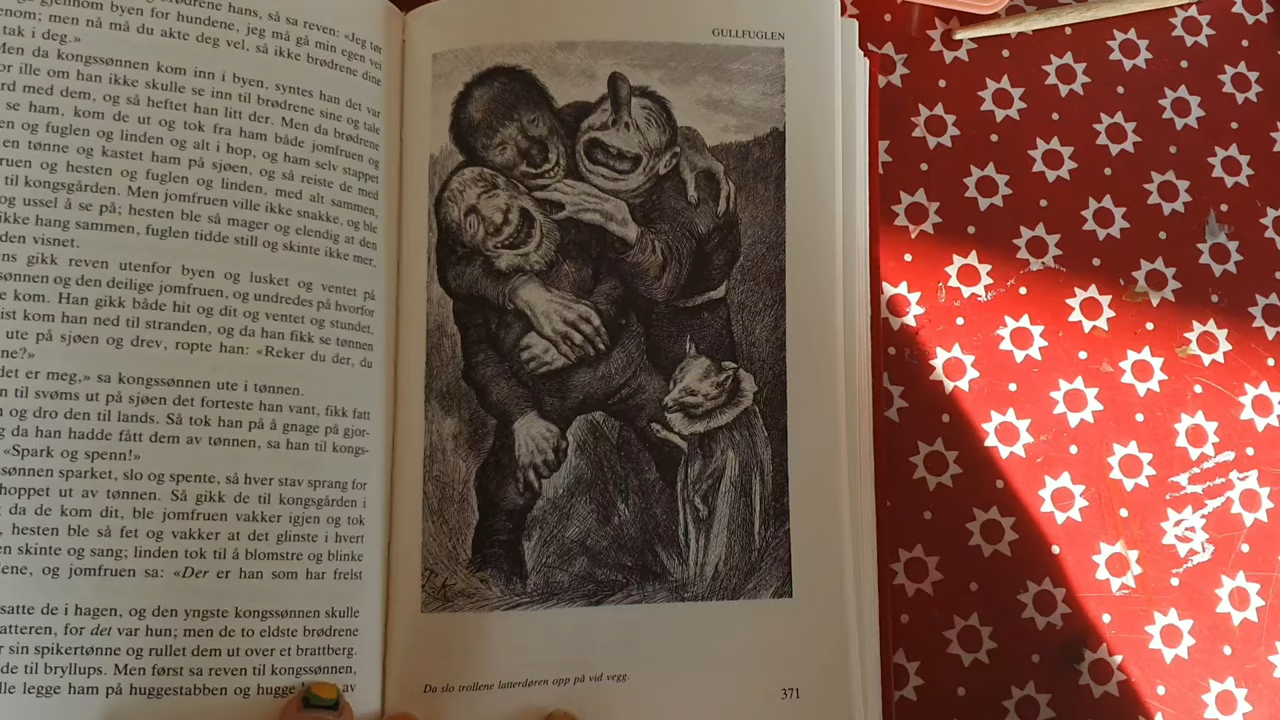 gjennom byen for hundene, jeg må gå min egen vei
enom; men nå må du akte deg vel, så ikke brødrene dine
tak i deg.»
Men da kongssønnen kom inn i byen, syntes han det var
or ille om han ikke skulle se inn til brødrene sine og tale
rd med dem, og så heftet han litt der. Men da brødrene
se ham, kom de ut og tok fra ham både jomfruen og
en og fuglen og linden og alt i hop, og ham selv stappet
en tønne og kastet ham på sjøen, og så reiste de med
ruen og hesten og fuglen og linden, med alt sammen,
til kongsgården. Men jomfruen ville ikke snakke, og ble
og ussel å se på; hesten ble så mager og elendig at den
ikke hang sammen, fuglen tidde still og skinte ikke mer,
den visnet.
ns gikk reven utenfor byen og lusket og ventet på
sønnen og den deilige jomfruen, og undredes på hvorfor
e kom. Han gikk både hit og dit og ventet og stundet,
ist kom han ned til stranden, og da han fikk se tønnen
ute på sjøen og drev, ropte han: «Reker du der, du
ne?»
det er meg,» sa kongssønnen ute i tønnen.
n til svøms ut på sjøen det forteste han vant, fikk fatt
n og dro den til lands. Så tok han på å gnage på gjor-
g da han hadde fått dem av tønnen, sa han til kongs-
«Spark og spenn!»
sønnen sparket, slo og spente, så hver stav sprang for
hoppet ut av tønnen. Så gikk de til kongsgården i
da de kom dit, ble jomfruen vakker igjen og tok
, hesten ble så fet og vakker at det glinste i hvert
en skinte og sang; linden tok til å blomstre og blinke
lene, og jomfruen sa: «Der er han som har frelst
satte de i hagen, og den yngste kongssønnen skulle
atteren, for det var hun; men de to eldste brødrene
r sin spikertønne og rullet dem ut over et brattberg.
de til bryllups. Men først sa reven til kongssønnen,
lle legge ham på huggestabben og hugge av
GULLFUGLEN
Da slo trollene latterdøren opp på vid vegg.
371